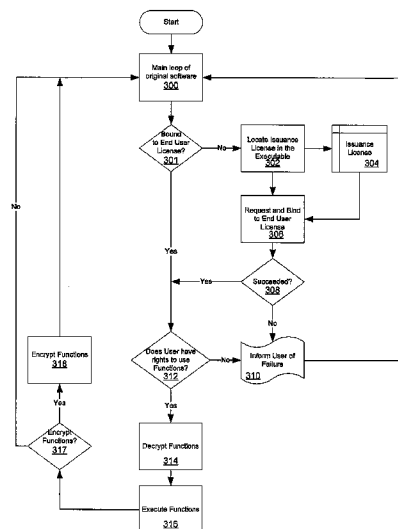 Start
Main loop of
original software
300
Bound
to End User
License?
301
No
Locate Issuance
License in the
Executable
302
Issuance
License
304
Request and Bind
to End User
License
306
Yes
Succeeded?
308
Yes
No
No
Does User have
rights to use
Functions?
312
No
Inform User of
Failure
310
Encrypt Functions
318
Yes
Yes
Encrypt
Functions?
317
Decrypt Functions
314
Execute Functions
316